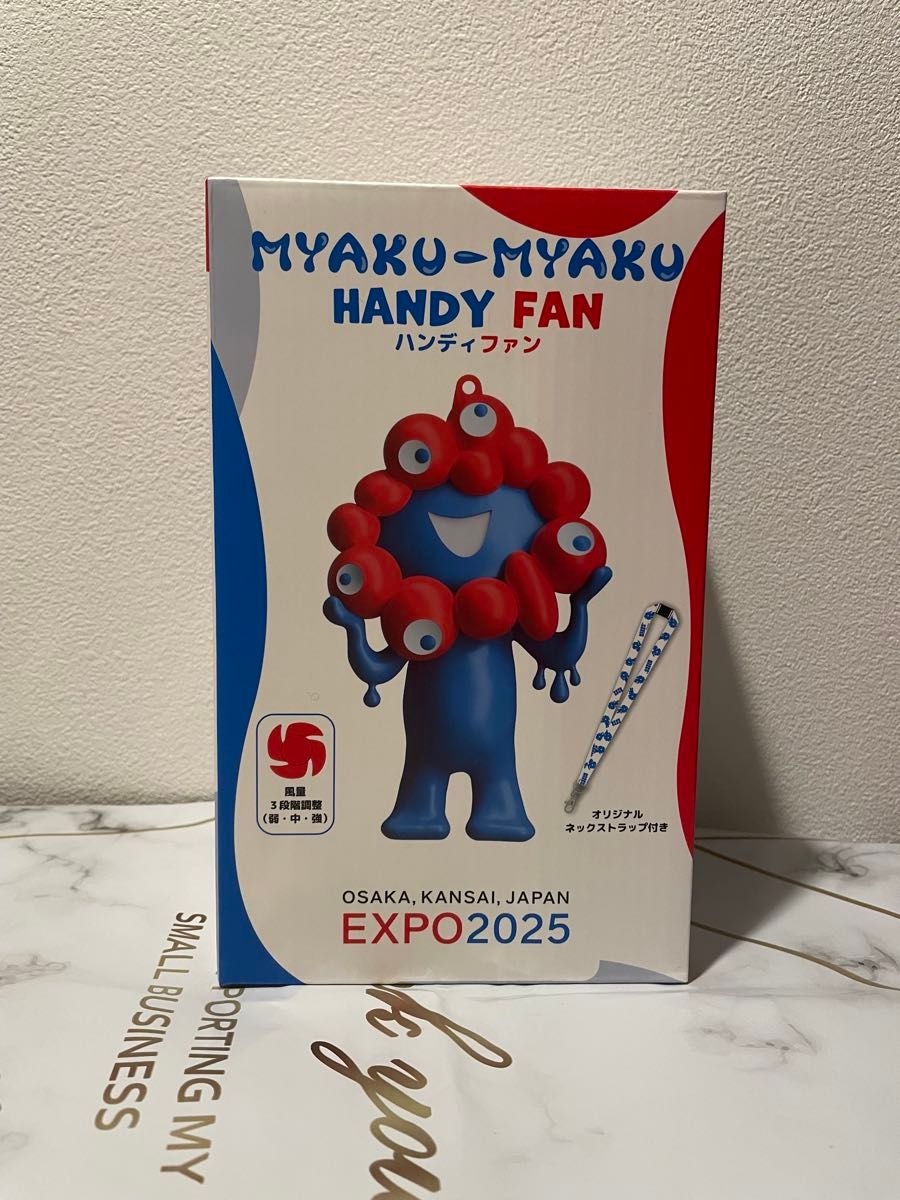 MYAKU-MYAKU
HANDY FAN
ハンディファン
風量
3段階調整
(弱・中・強)
オリジナル
ネックストラップ付き
OSAKA, KANSAI, JAPAN
EXPO2025
PORTING MY
SMALL BUSINESS
you